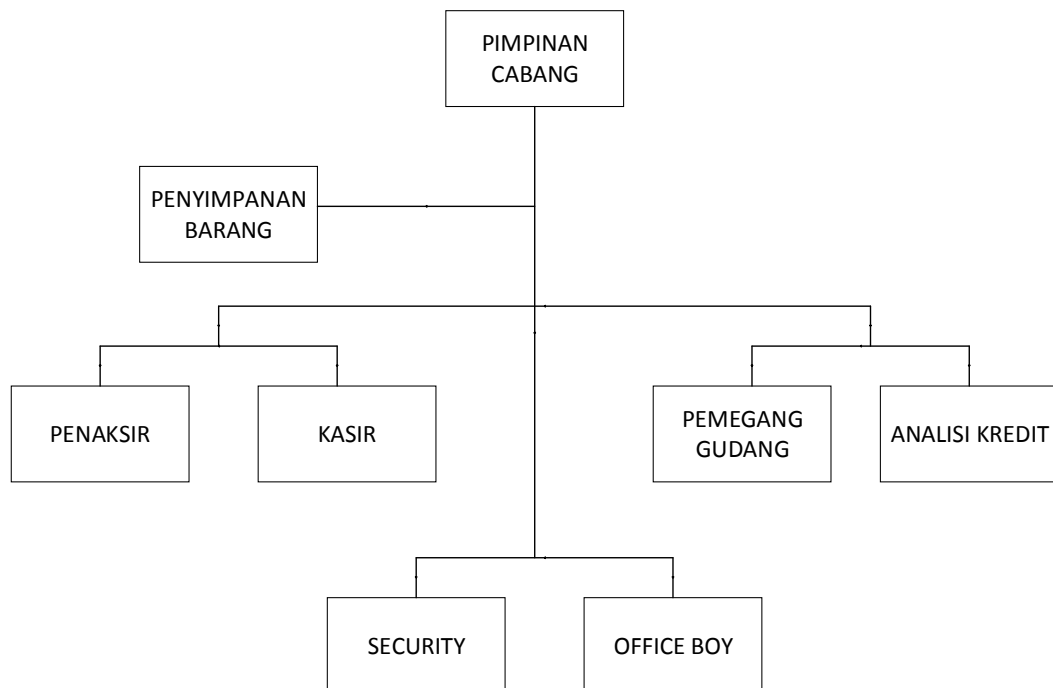 PIMPINAN
CABANG
PENYIMPANAN
BARANG
PENAKSIR
KASIR
PEMEGANG
GUDANG
ANALISI KREDIT
SECURITY
OFFICE BOY